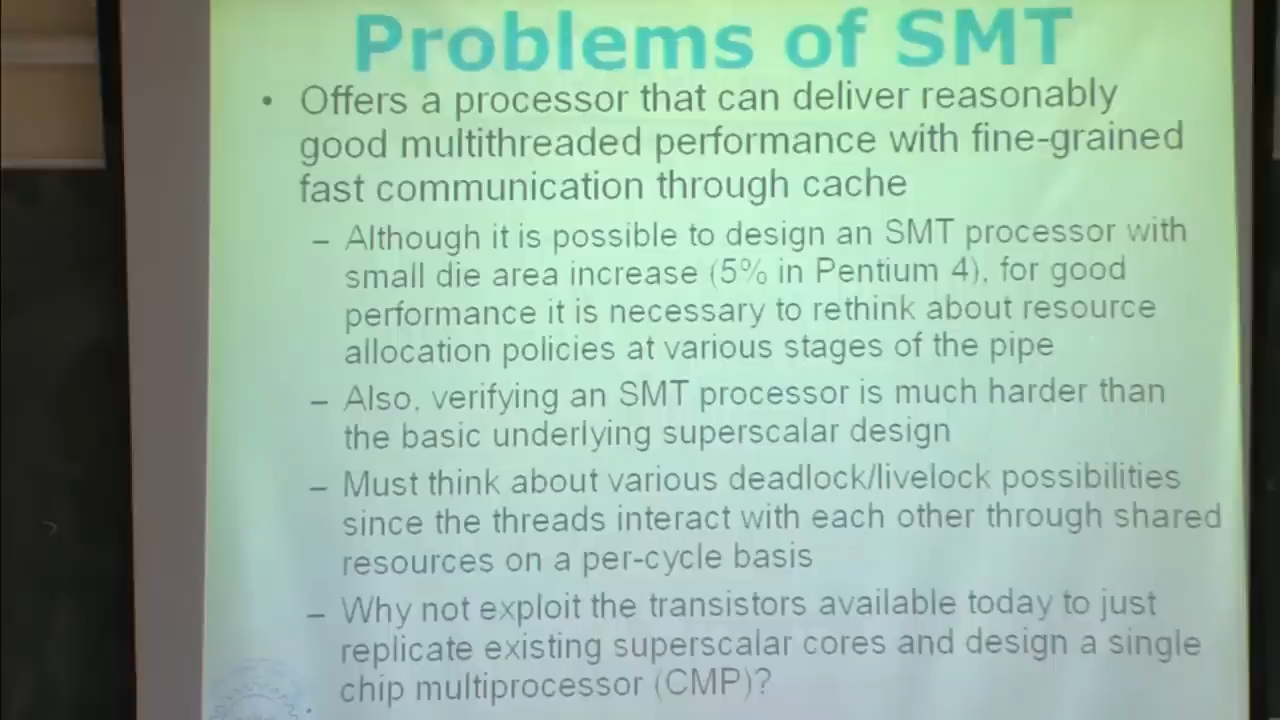 Problems of SMT
• Offers a processor that can deliver reasonably
good multithreaded performance with fine-grained
fast communication through cache
– Although it is possible to design an SMT processor with
small die area increase (5% in Pentium 4), for good
performance it is necessary to rethink about resource
allocation policies at various stages of the pipe
– Also, verifying an SMT processor is much harder than
the basic underlying superscalar design
– Must think about various deadlock/livelock possibilities
since the threads interact with each other through shared
resources on a per-cycle basis
– Why not exploit the transistors available today to just
replicate existing superscalar cores and design a single
chip multiprocessor (CMP)?